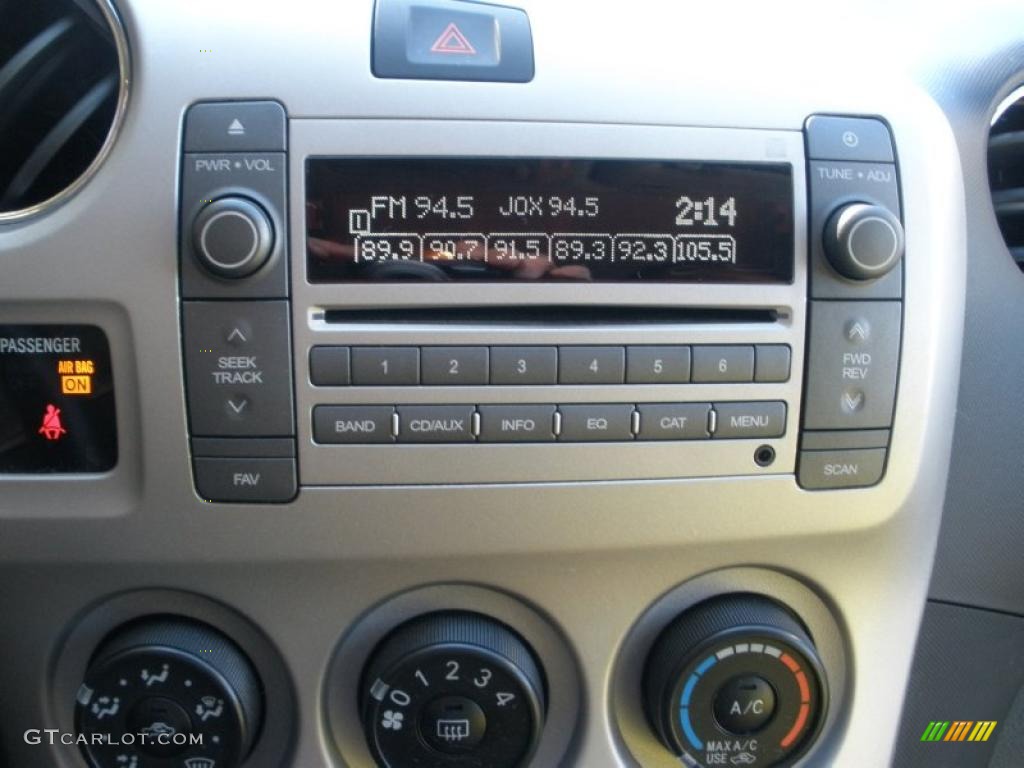 PWR • VOL
TUNE • ADJ
FM 94.5 JOX 94.5 2:14
1
89.9 90.7 91.5 89.3 92.3 105.5
PASSENGER
AIR BAG
ON
SEEK
TRACK
FWD
REV
1 2 3 4 5 6
BAND CD/AUX INFO EQ CAT MENU
FAV
SCAN
0 1 2 3 4
A/C
MAX A/C
USE
GTCARLOT.COM